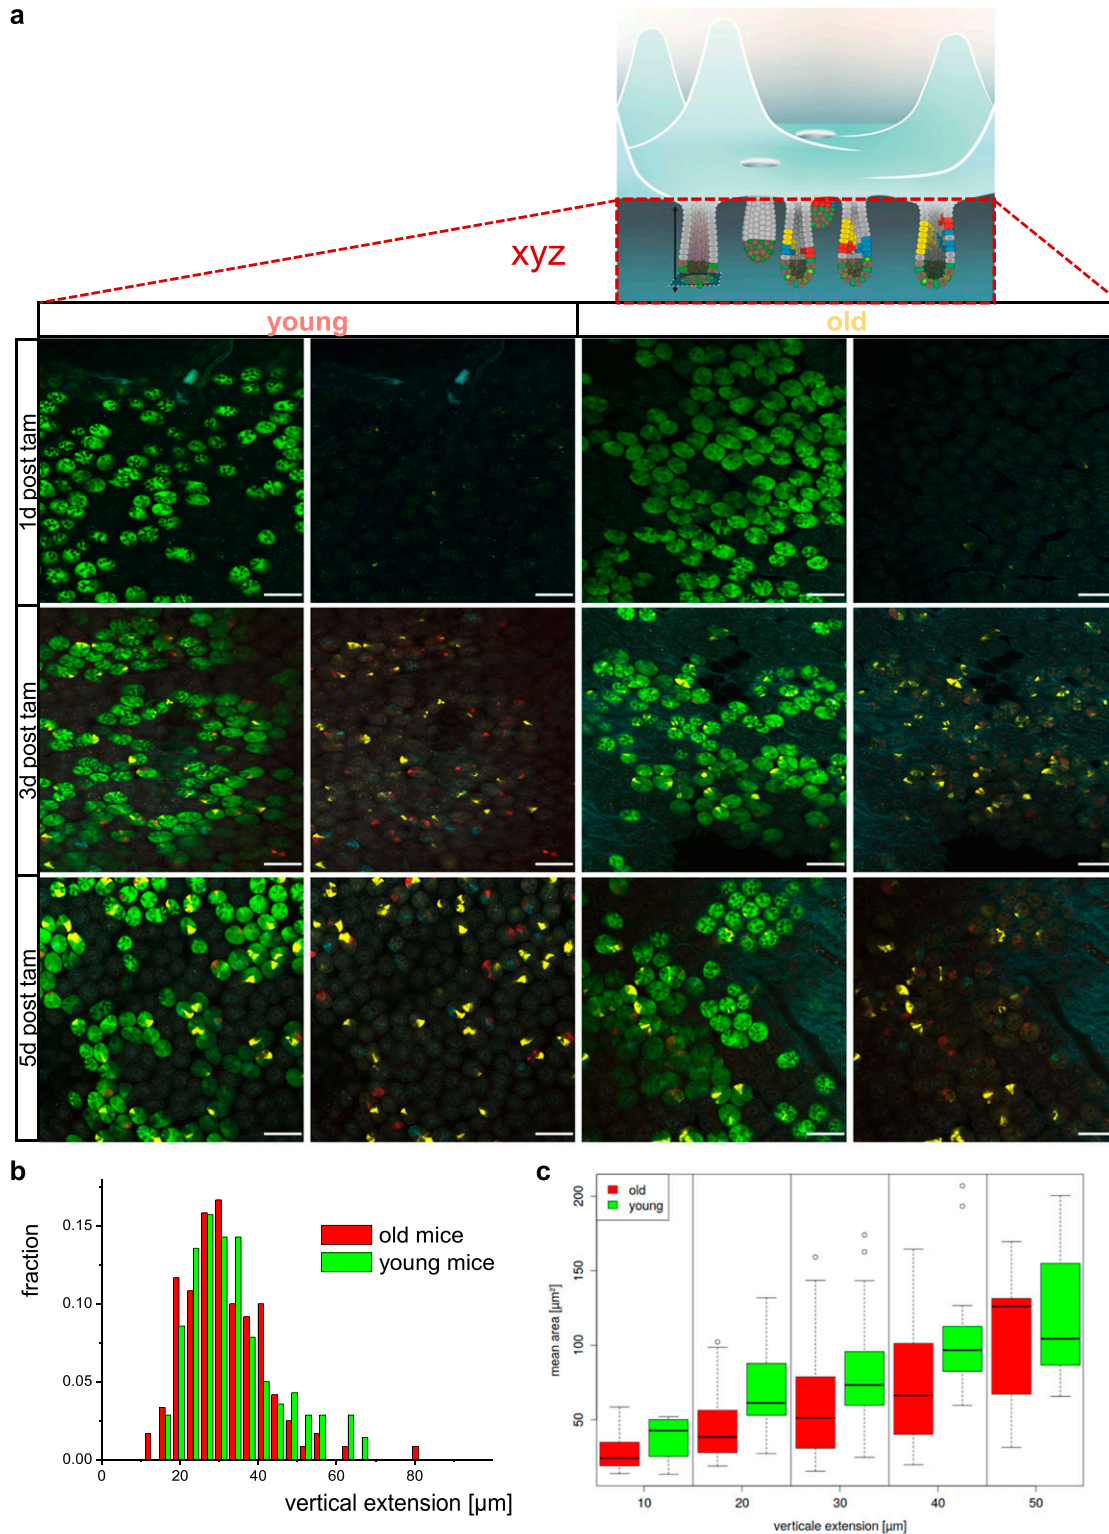 a
xyz
young
old
1d post tam
3d post tam
5d post tam
b
fraction
0.15
0.10
0.05
0.00
0
20
40
60
80
vertical extension [µm]
old mice
young mice
c
old
young
mean area [µm²]
200
150
100
50
10
20
30
40
50
verticale extension [µm]